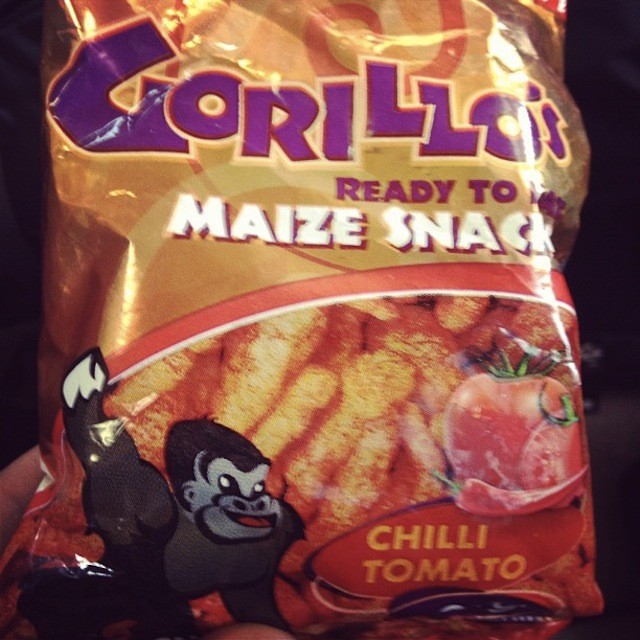 GORILLO'S
READY TO
MAIZE SNACK
CHILLI
TOMATO